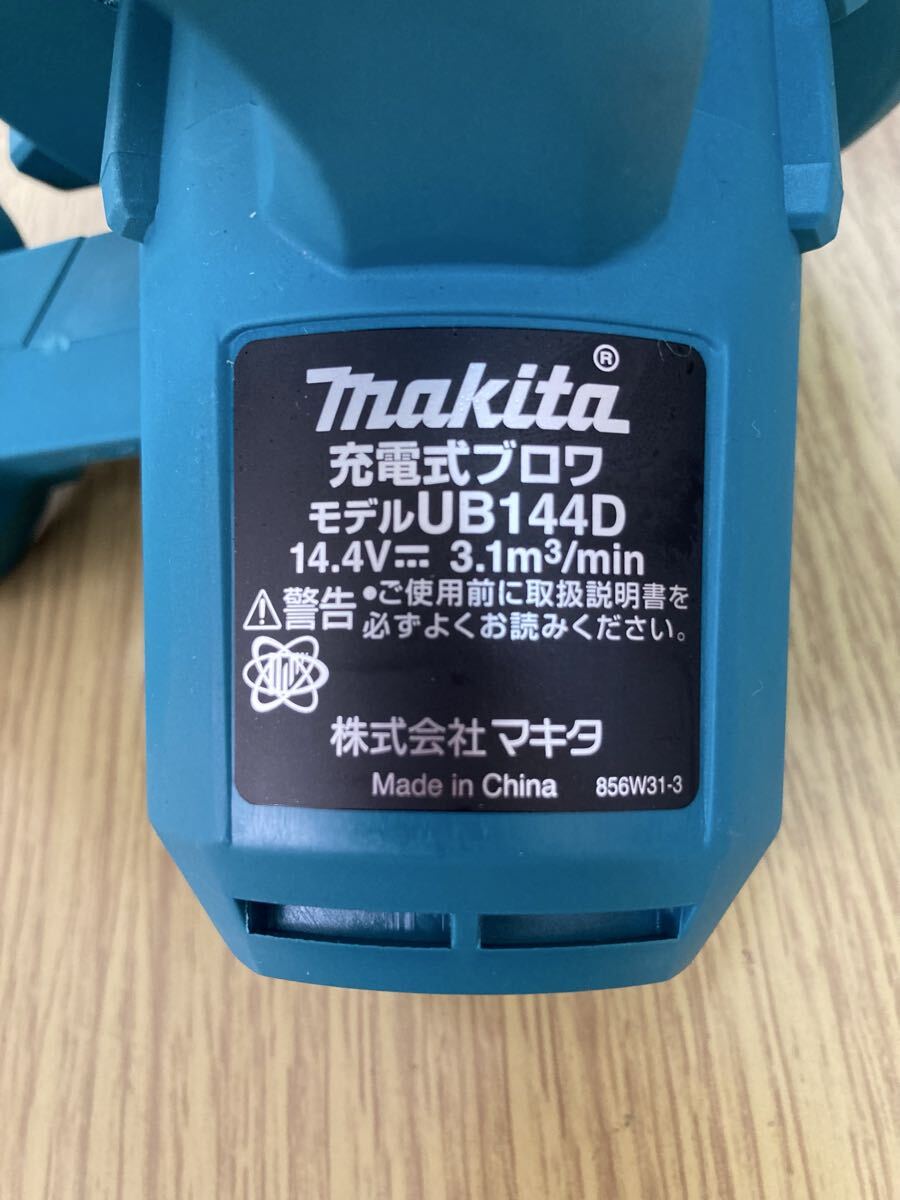 makita®
充電式ブロワ
モデルUB144D
14.4V⎓ 3.1m³/min
⚠警告 •ご使用前に取扱説明書を
必ずよくお読みください。
株式会社マキタ
Made in China 856W31-3